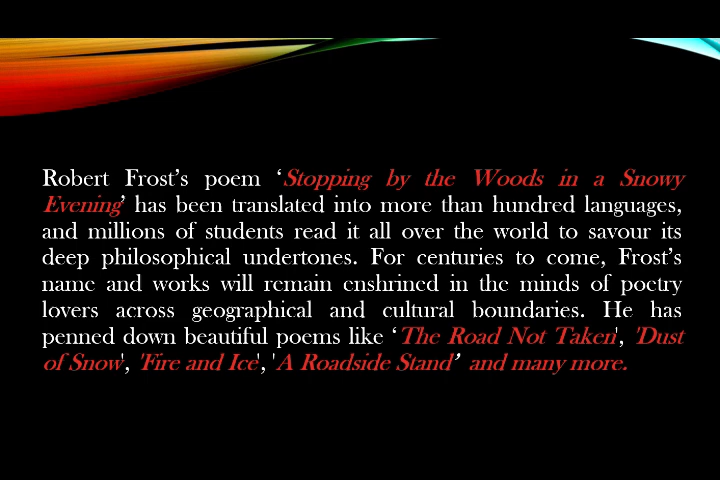 Robert Frost’s poem ‘Stopping by the Woods in a Snowy
Evening’ has been translated into more than hundred languages,
and millions of students read it all over the world to savour its
deep philosophical undertones. For centuries to come, Frost’s
name and works will remain enshrined in the minds of poetry
lovers across geographical and cultural boundaries. He has
penned down beautiful poems like ‘The Road Not Taken', 'Dust
of Snow', 'Fire and Ice', 'A Roadside Stand’ and many more.